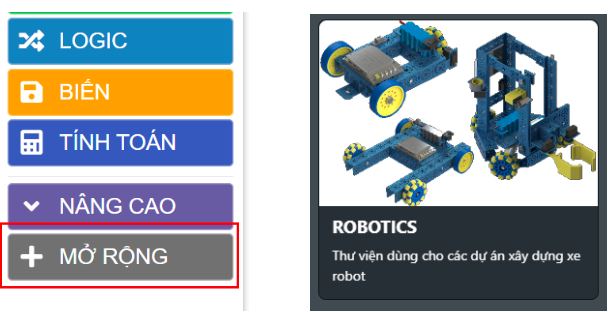 LOGIC
BIẾN
TÍNH TOÁN
NÂNG CAO
MỞ RỘNG
ROBOTICS
Thư viện dùng cho các dự án xây dựng xe
robot